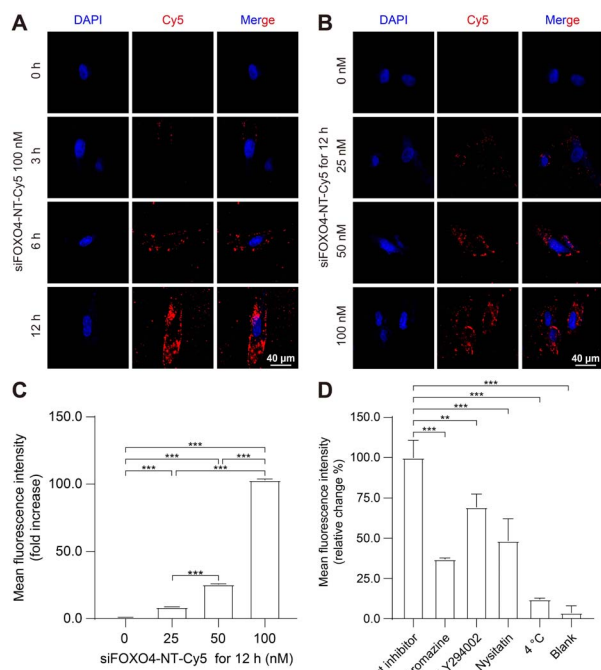 A
DAPI
Cy5
Merge
siFOXO4-NT-Cy5 100 nM
0 h
3 h
6 h
12 h
40 µm
B
DAPI
Cy5
Merge
siFOXO4-NT-Cy5 for 12 h
0 nM
25 nM
50 nM
100 nM
40 µm
C
Mean fluorescence intensity
(fold increase)
150.0
100.0
50.0
0.0
***
***
***
***
***
***
0
25
50
100
siFOXO4-NT-Cy5 for 12 h (nM)
D
Mean fluorescence intensity
(relative change %)
150.0
125.0
100.0
75.0
50.0
25.0
0.0
***
***
***
**
***
inhibitor
Y294002
Nysitatin
4 °C
Blank